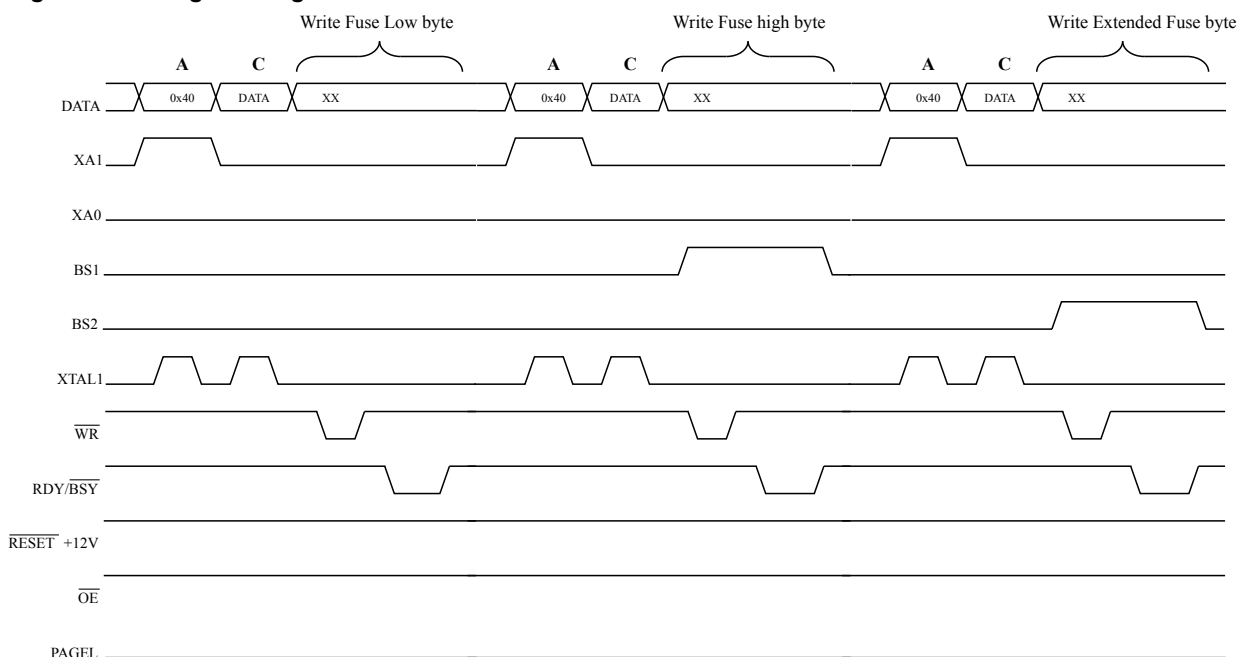 Write Fuse Low byte Write Fuse high byte Write Extended Fuse byte
A C A C A C
DATA 0x40 DATA XX 0x40 DATA XX 0x40 DATA XX
XA1
XA0
BS1
BS2
XTAL1
WR
RDY/BSY
RESET +12V
OE
PAGEL